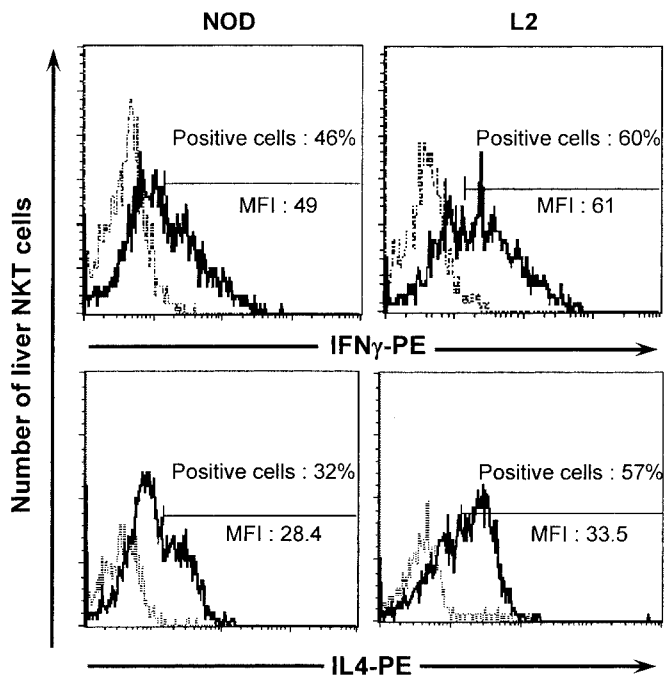 NOD
L2
Number of liver NKT cells
Positive cells : 46%
MFI : 49
Positive cells : 60%
MFI : 61
IFNγ-PE
Positive cells : 32%
MFI : 28.4
Positive cells : 57%
MFI : 33.5
IL4-PE